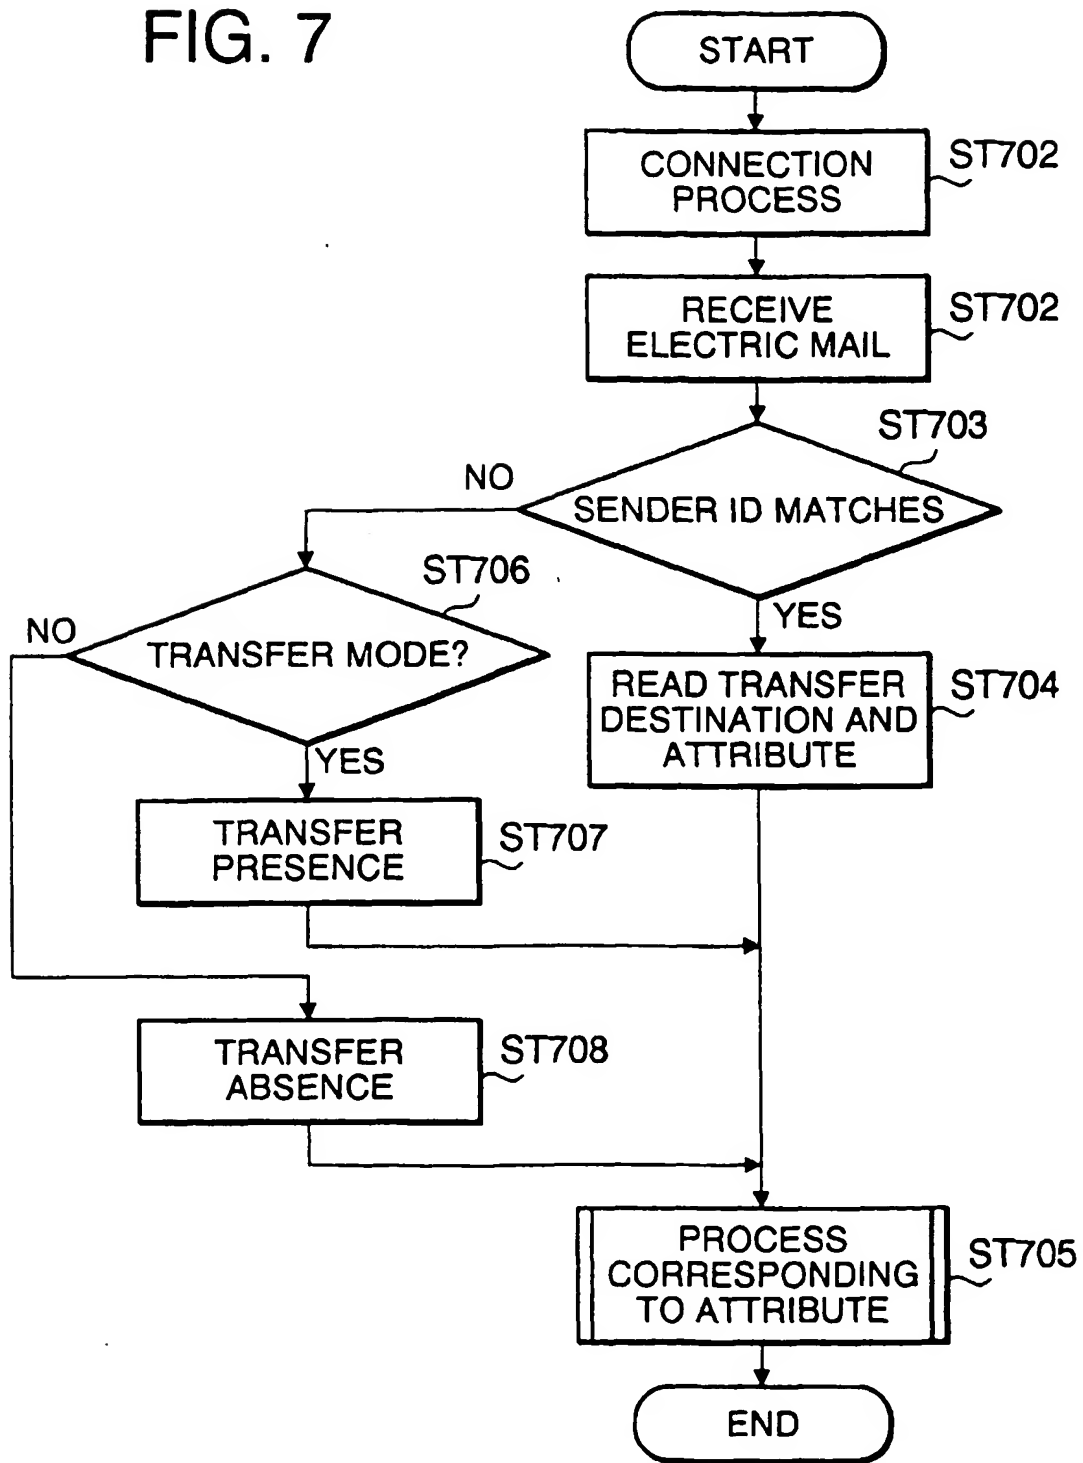 FIG. 7
START
CONNECTION
PROCESS
ST702
RECEIVE
ELECTRIC MAIL
ST702
ST703
NO
SENDER ID MATCHES
YES
ST706
NO
TRANSFER MODE?
YES
READ TRANSFER
DESTINATION AND
ATTRIBUTE
ST704
TRANSFER
PRESENCE
ST707
TRANSFER
ABSENCE
ST708
PROCESS
CORRESPONDING
TO ATTRIBUTE
ST705
END